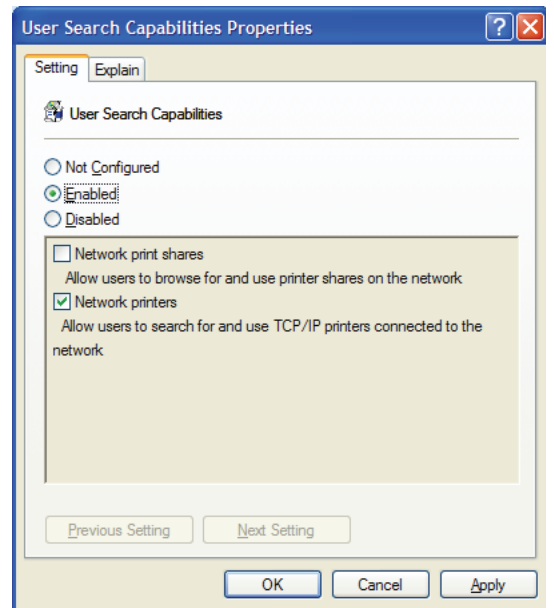 User Search Capabilities Properties
Setting
Explain
User Search Capabilities
Not Configured
Enabled
Disabled
Network print shares
Allow users to browse for and use printer shares on the network
Network printers
Allow users to search for and use TCP/IP printers connected to the
network
Previous Setting
Next Setting
OK
Cancel
Apply